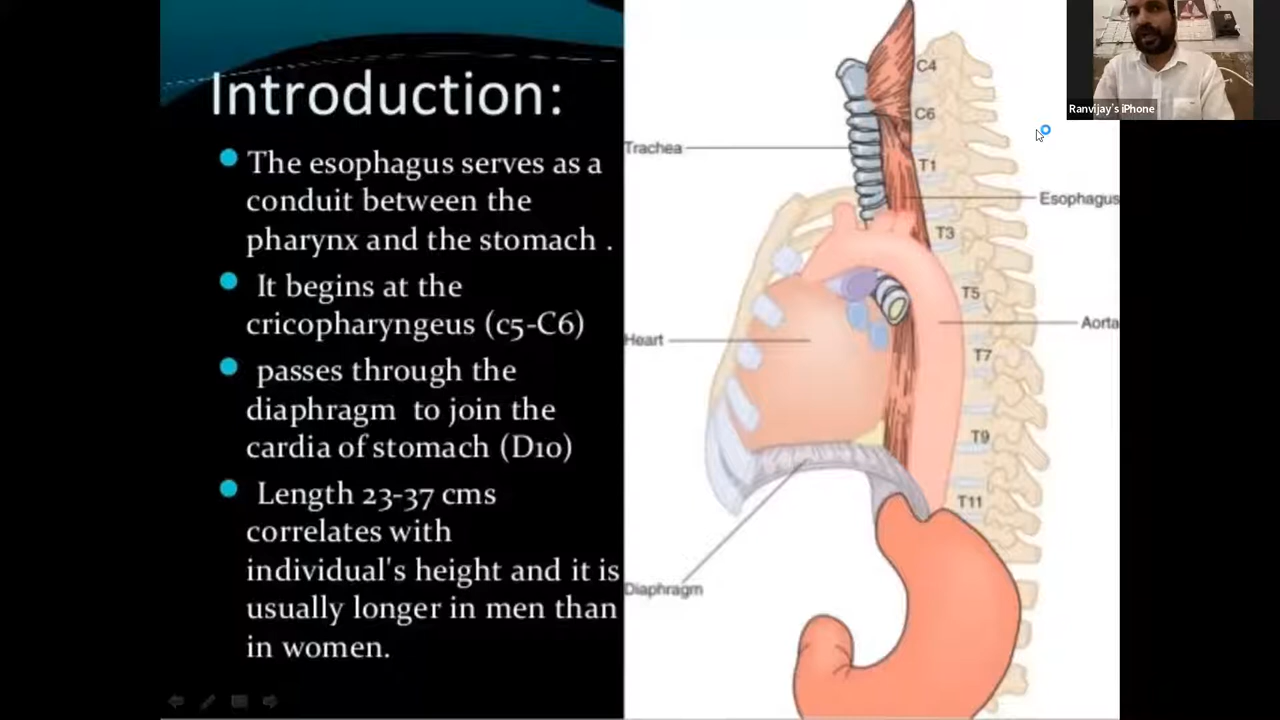 Introduction:
The esophagus serves as a
conduit between the
pharynx and the stomach .
It begins at the
cricopharyngeus (c5-C6)
passes through the
diaphragm to join the
cardia of stomach (D10)
Length 23-37 cms
correlates with
individual's height and it is
usually longer in men than
in women.
Trachea
Heart
Diaphragm
C4
C6
T1
Esophagus
T3
T5
Aorta
T7
T9
T11
Ranvijay's iPhone